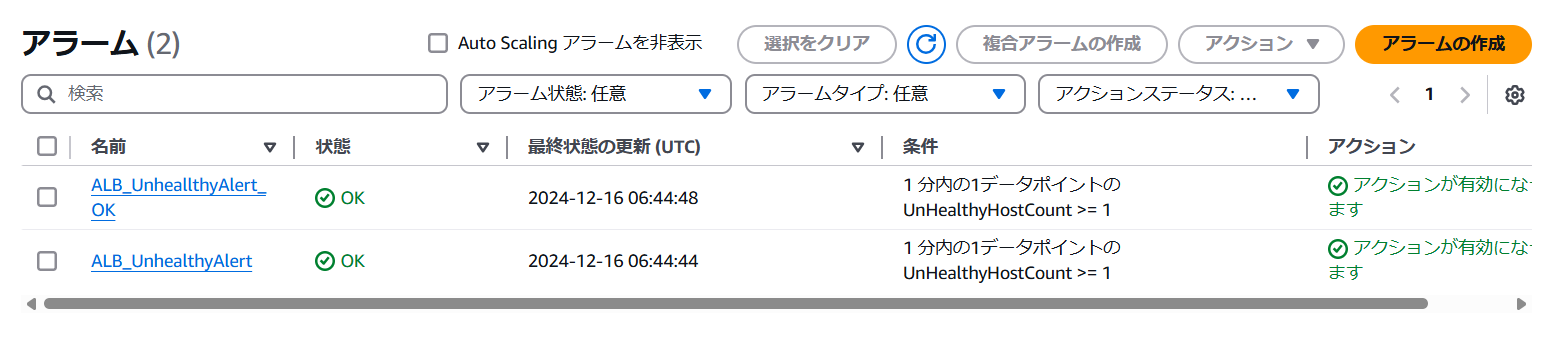 アラーム (2)
Auto Scaling アラームを非表示
選択をクリア
複合アラームの作成
アクション
アラームの作成
検索
アラーム状態: 任意
アラームタイプ: 任意
アクションステータス: ...
1
名前
状態
最終状態の更新 (UTC)
条件
アクション
ALB_UnheallthyAlert_
OK
OK
2024-12-16 06:44:48
1 分内の1データポイントの
UnHealthyHostCount >= 1
アクションが有効にな
ます
ALB_UnhealthyAlert
OK
2024-12-16 06:44:44
1 分内の1データポイントの
UnHealthyHostCount >= 1
アクションが有効にな
ます